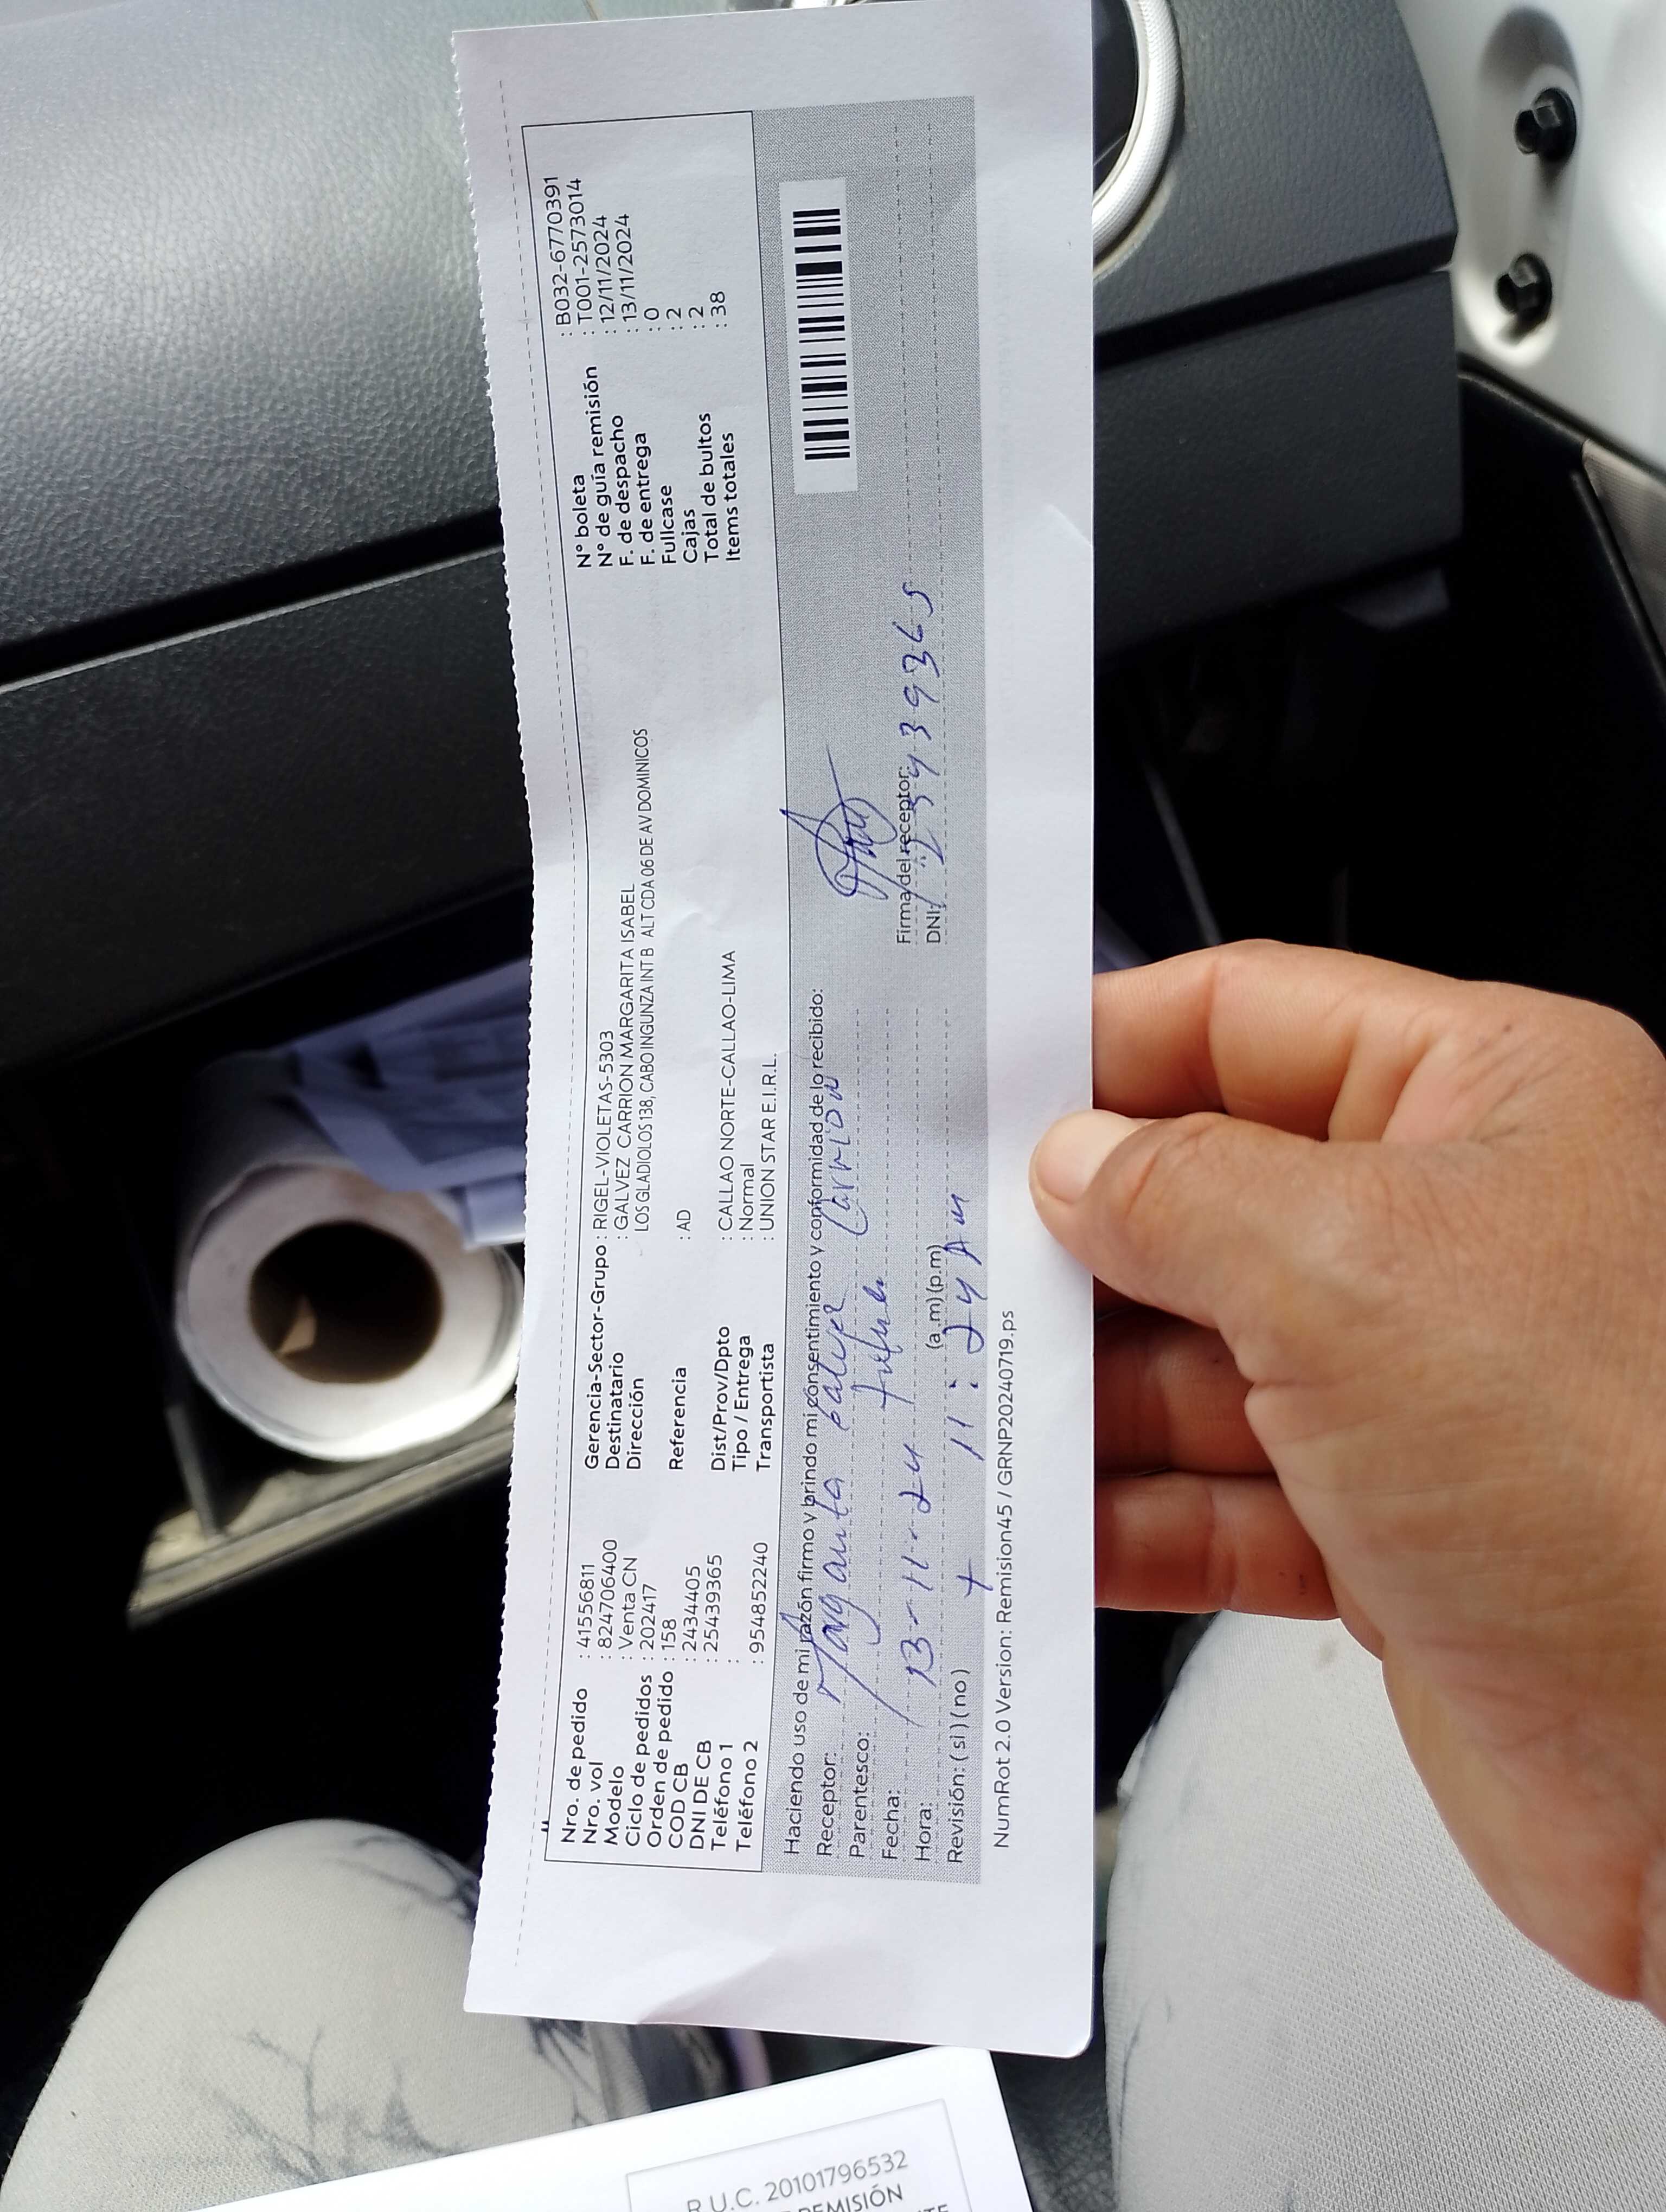 Nro. de pedido : 41556811
Nro. vol : 824706400
Modelo : Venta CN
Ciclo de pedidos : 202417
Orden de pedido : 158
COD CB : 2434405
DNI DE CB : 25439365
Teléfono 1 :
Teléfono 2 : 954852240
Gerencia-Sector-Grupo : RIGEL-VIOLETAS-5303
Destinatario : GALVEZ CARRION MARGARITA ISABEL
Dirección LOS GLADIOLOS 138, CABO INGUNZA INT B ALT CDA 06 DE AV DOMINICOS
Referencia : AD
Dist/Prov/Dpto : CALLAO NORTE-CALLAO-LIMA
Tipo / Entrega : Normal
Transportista : UNION STAR E.I.R.L.
N° boleta : B032-6770391
N° de guía remisión : T001-2573014
F. de despacho : 12/11/2024
F. de entrega : 13/11/2024
Fullcase : 0
Cajas : 2
Total de bultos : 2
Items totales : 38
Haciendo uso de mi razón firmo y brindo mi consentimiento y conformidad de lo recibido:
Receptor: Margarita Galvez Carrion
Parentesco:
Fecha: 13-11-24
Hora: 11:24 AM (a.m) (p.m)
Revisión: (si) (no)
Firma del receptor:
DNI: 25439365
NumRot 2.0 Version: Remision45 / GRNP20240719.ps
R.U.C. 20101796532
REMISIÓN